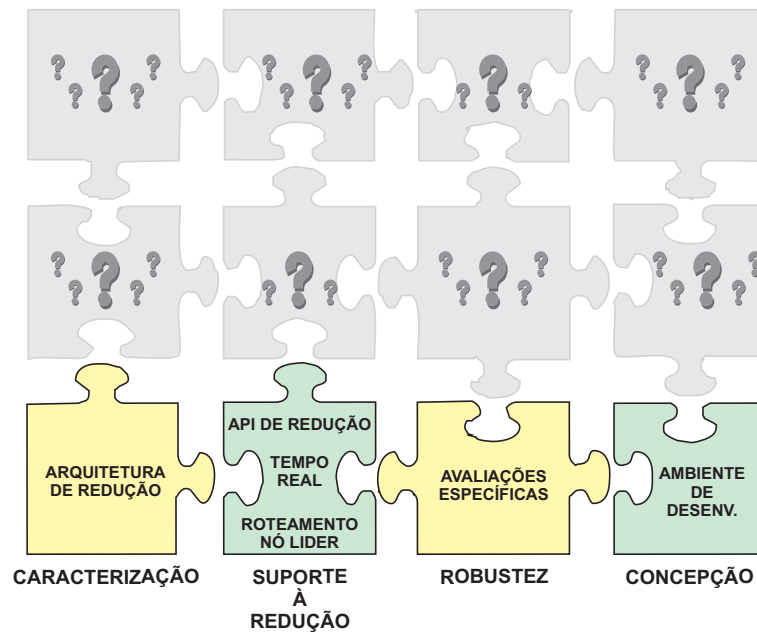 ? ? ? ? ?
? ? ? ? ?
? ? ? ? ?
? ? ? ? ?
? ? ? ? ?
? ? ? ? ?
? ? ? ? ?
? ? ? ? ?
ARQUITETURA
DE REDUÇÃO
API DE REDUÇÃO
TEMPO
REAL
ROTEAMENTO
NÓ LIDER
AVALIAÇÕES
ESPECÍFICAS
AMBIENTE
DE
DESENV.
CARACTERIZAÇÃO
SUPORTE
À
REDUÇÃO
ROBUSTEZ
CONCEPÇÃO